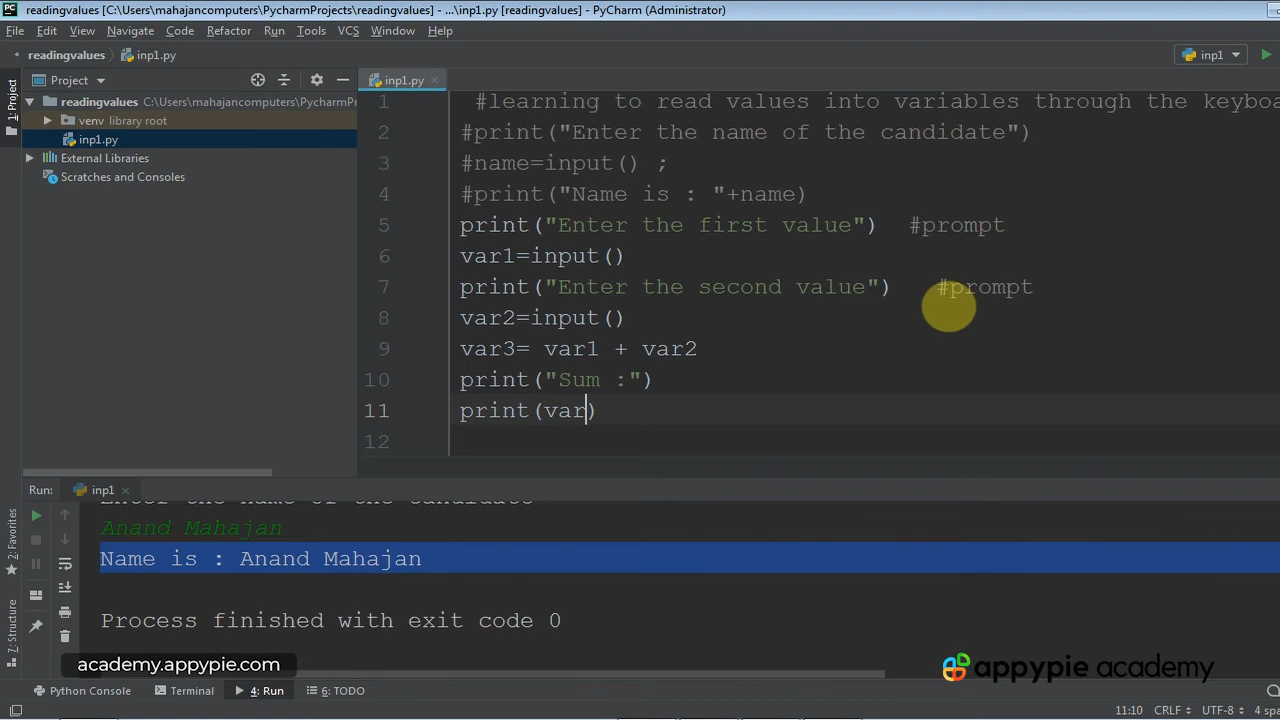 readingvalues [C:\Users\mahajancomputers\PycharmProjects\readingvalues] - ...\inp1.py [readingvalues] - PyCharm (Administrator)
File Edit View Navigate Code Refactor Run Tools VCS Window Help
readingvalues inp1.py inp1
1: Project
Project
inp1.py
readingvalues C:\Users\mahajancomputers\PycharmPr
venv library root
inp1.py
External Libraries
Scratches and Consoles
1 #learning to read values into variables through the keyboa
2 #print("Enter the name of the candidate")
3 #name=input() ;
4 #print("Name is : "+name)
5 print("Enter the first value") #prompt
6 var1=input()
7 print("Enter the second value") #prompt
8 var2=input()
9 var3= var1 + var2
10 print("Sum :")
11 print(var)
12
Run: inp1
Enter the name of the candidate
Anand Mahajan
Name is : Anand Mahajan
Process finished with exit code 0
2: Favorites
7: Structure
academy.appypie.com
appypie academy
Python Console Terminal 4: Run 6: TODO
11:10 CRLF UTF-8 4 spa